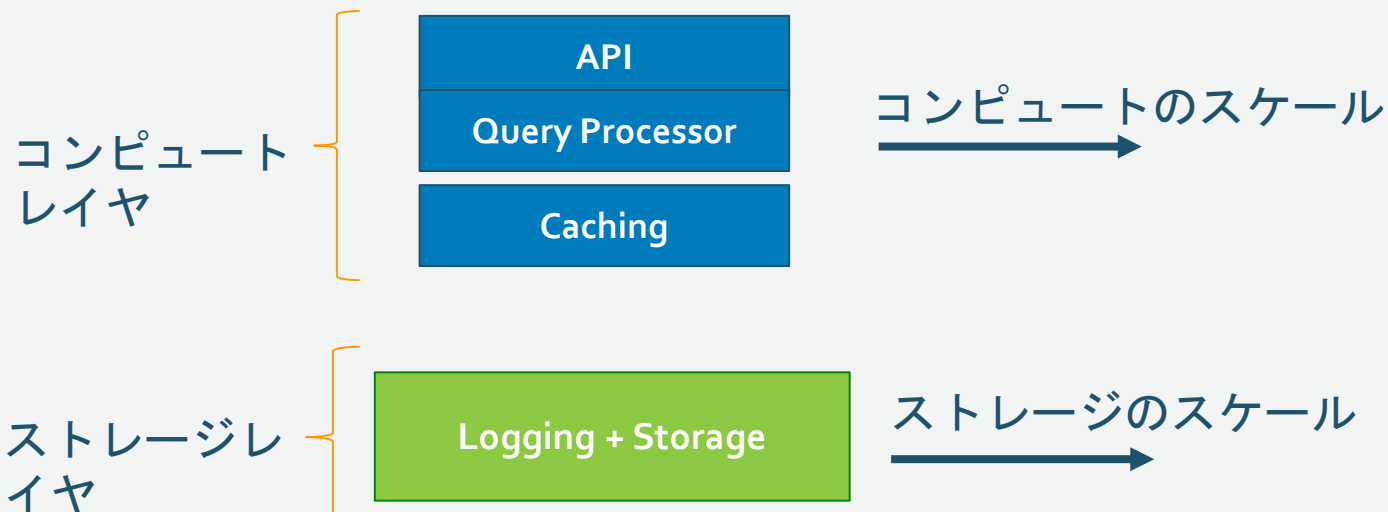 API
Query Processor
Caching
コンピュート
レイヤ
コンピュートのスケール
Logging + Storage
ストレージレ
イヤ
ストレージのスケール